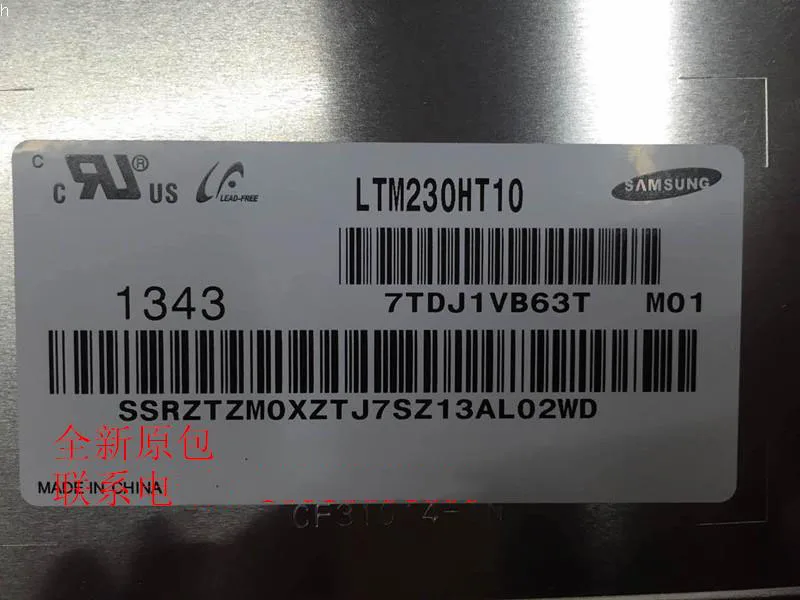 h
C
C UR ® US
LEAD-FREE
LTM230HT10
SAMSUNG
1343
7TDJ1VB63T M01
SSRZTZM0XZTJ7SZ13AL02WD
全新原包
联系电
MADE IN CHINA